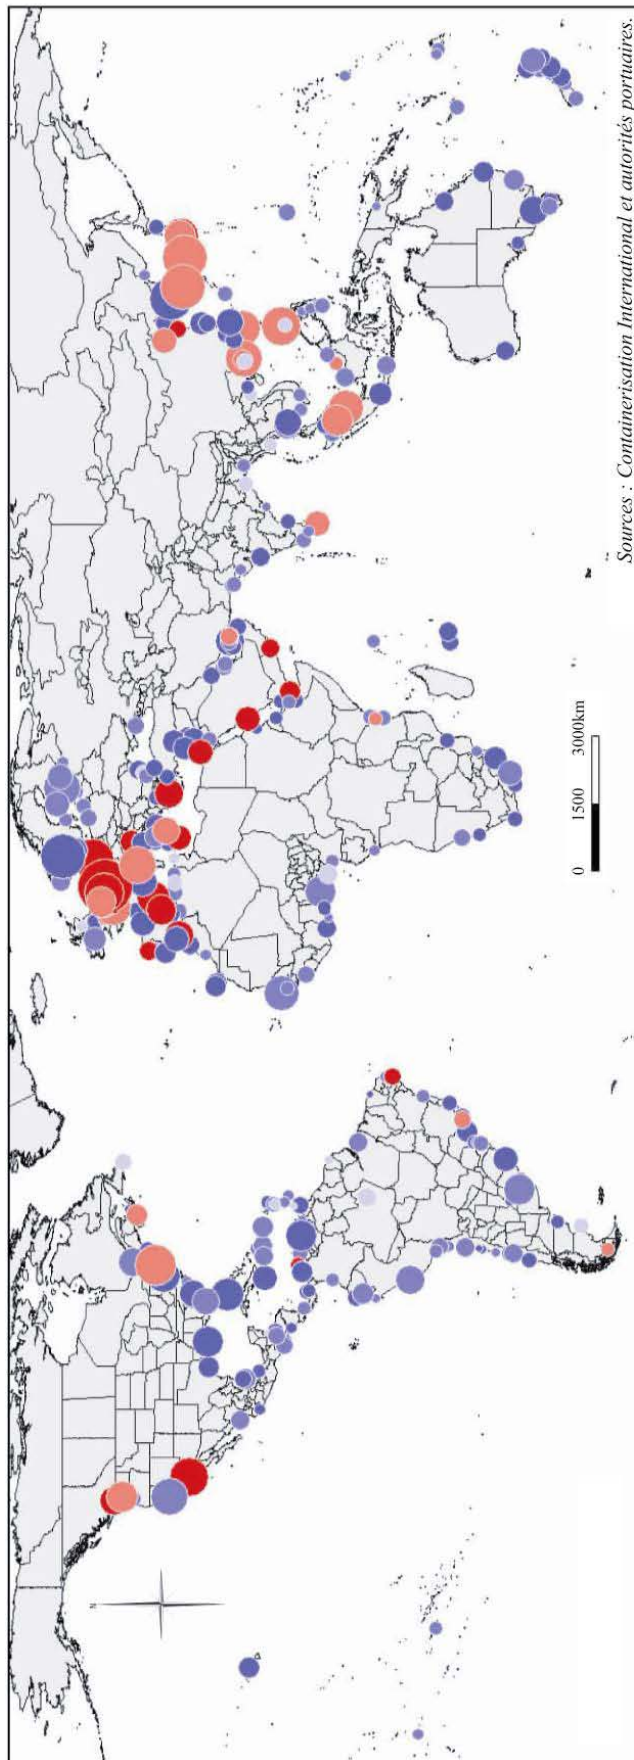 Sources : Containerisation International et autorités portuaires.
0 1500 3000km
N